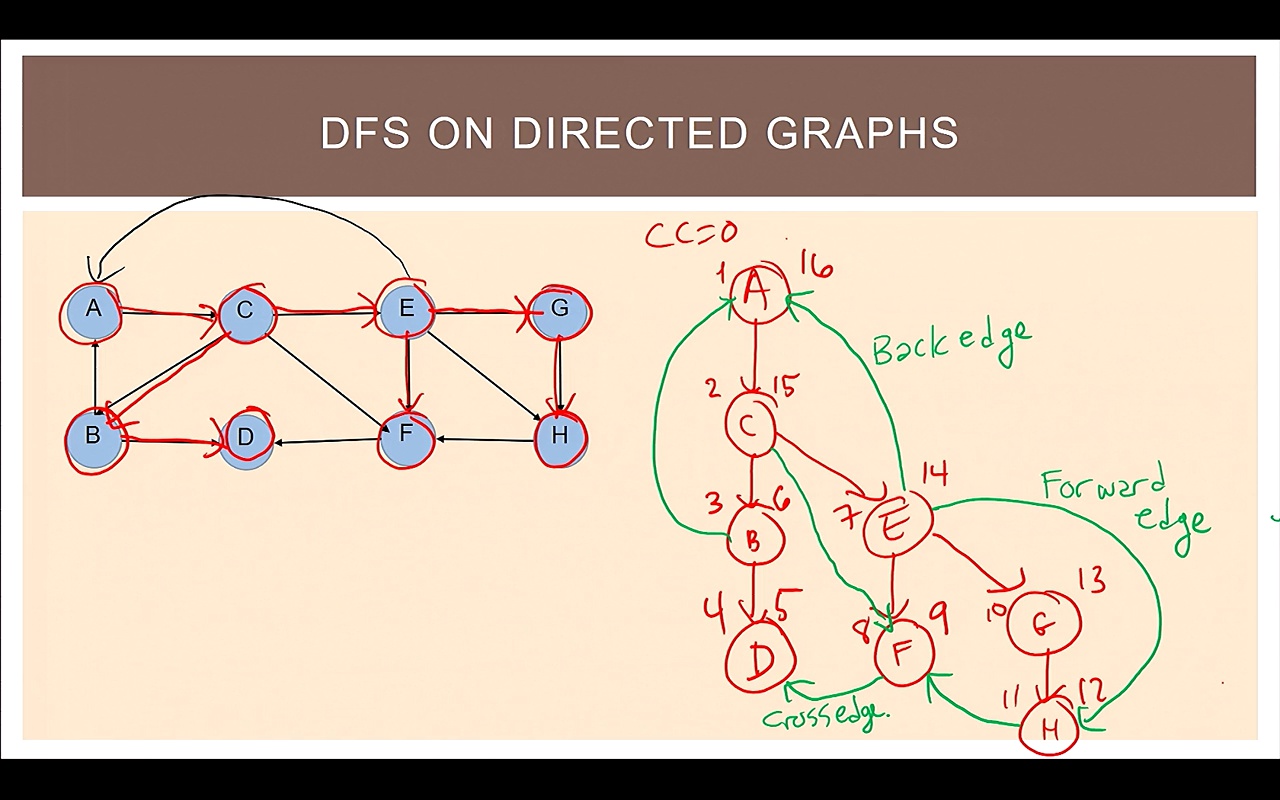 DFS ON DIRECTED GRAPHS
A C E G
B D F H
CC=0
1 A 16
Back edge
2 C 15
3 B 6
7 E 14
Forward
edge
4 D 5
8 F 9
10 G 13
11 H 12
Cross edge.